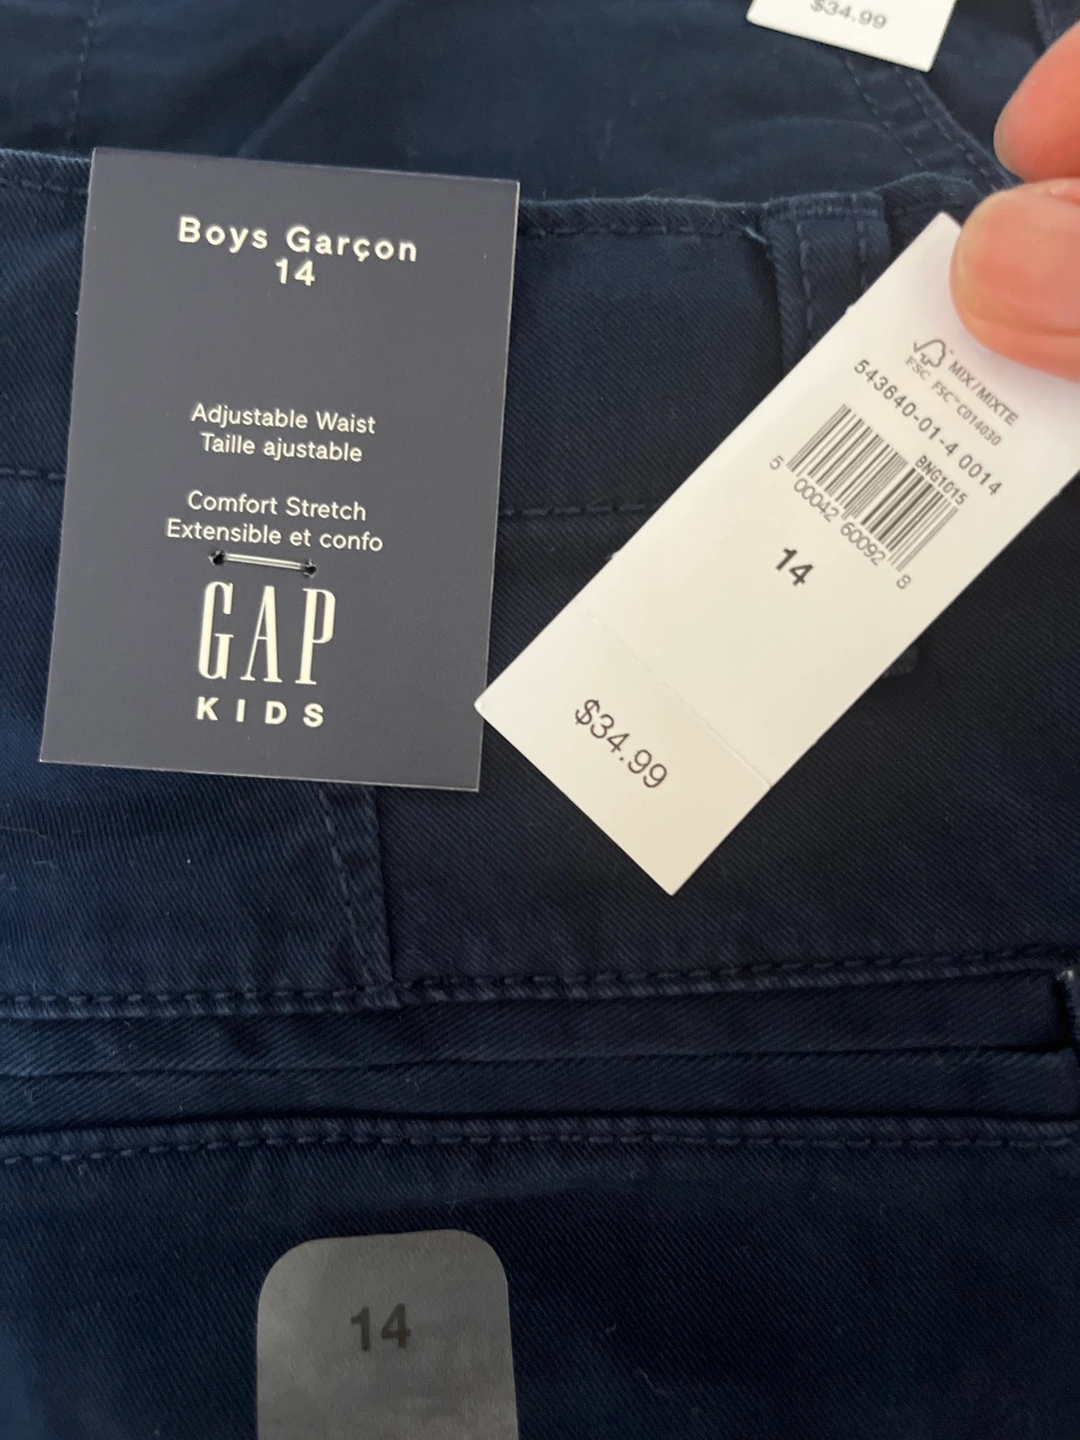 $34.99
Boys Garçon
14
Adjustable Waist
Taille ajustable
Comfort Stretch
Extensible et confo
GAP
KIDS
FSC
MIX/MIXTE
FSC™ C014030
543640-01-4 0014
BNG1015
5 00042 60092 8
14
$34.99
14